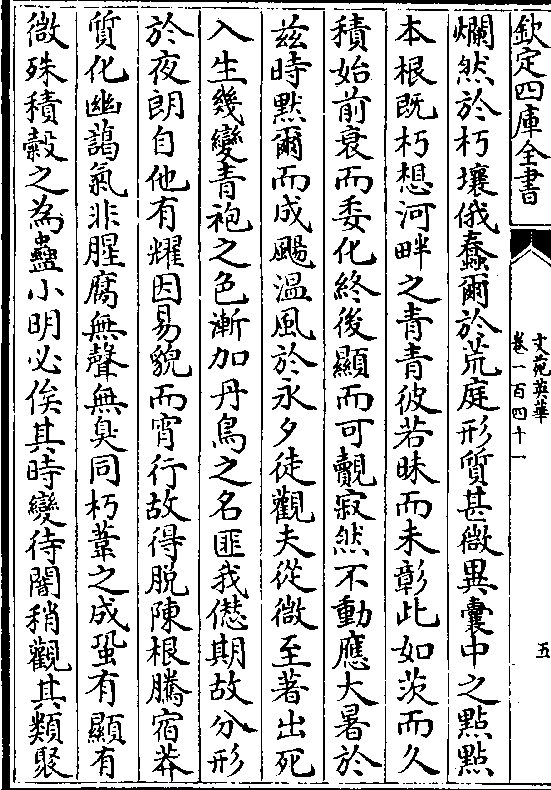 欽定四庫全書
文苑英華
卷一百四十一
五
爛然於朽壤俄蠢爾於荒庭形質甚微異囊中之點點
本根既朽想河畔之青青彼若昧而未彰此如茨而久
積始前衰而委化終後顯而可觀寂然不動應大暑於
兹時㸃爾而成颺溫風於永夕徒觀夫從微至著出死
入生幾變青袍之色漸加丹鳥之名匪我愆期故分形
於夜朗自他有耀因易貌而宵行故得脫陳根騰宿莽
質化幽藹氣非腥腐無聲無臭同朽葦之成蛩有顯有
微殊積穀之為蠱小明必俟其時變待闇稍觀其類聚